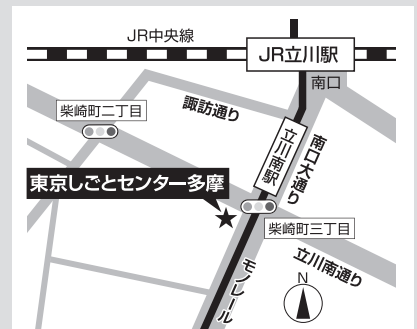 JR中央線
JR立川駅
南口
柴崎町二丁目
諏訪通り
立川南駅
南口大通り
東京しごとセンター多摩
柴崎町三丁目
立川南通り
モノレール
N